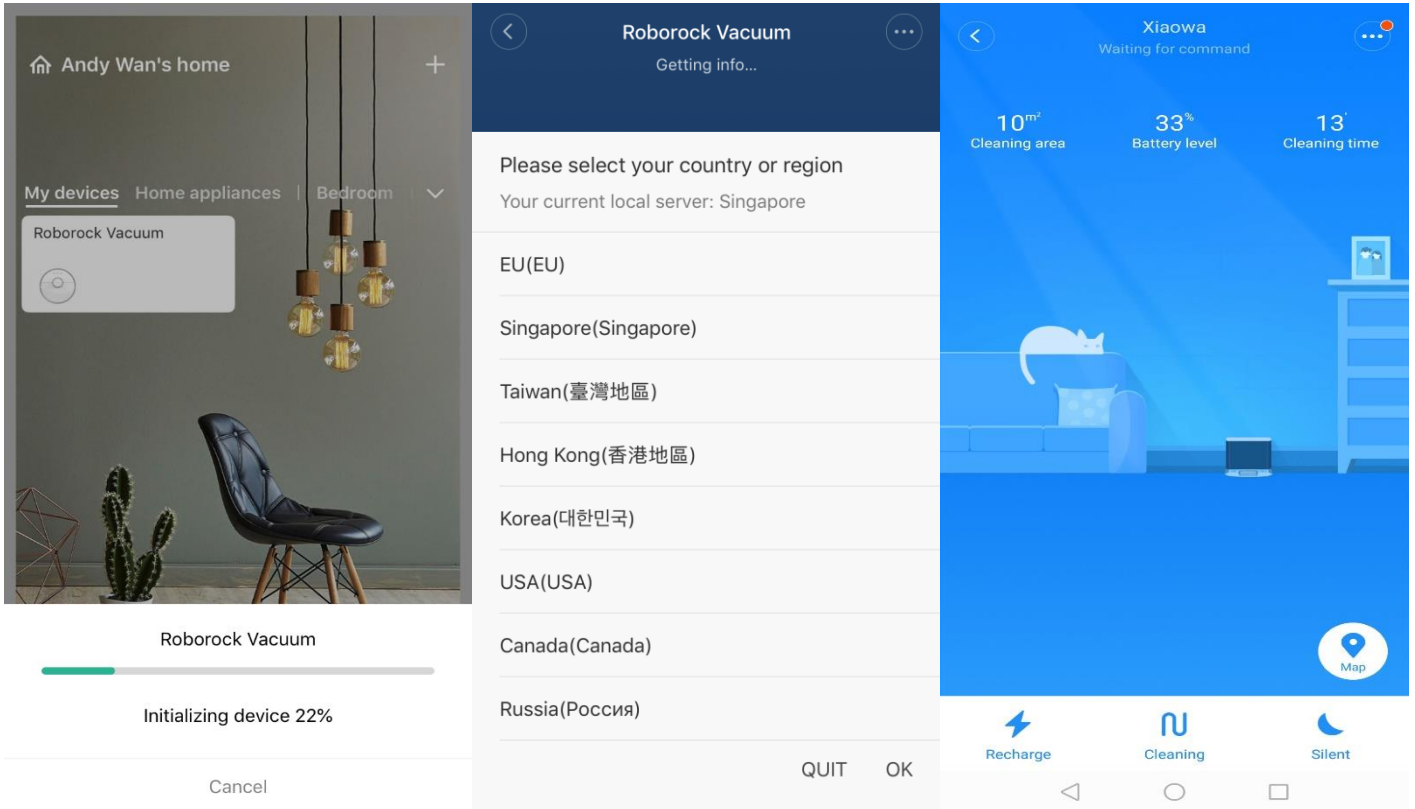 Andy Wan's home
+
My devices Home appliances | Bedroom
Roborock Vacuum
Roborock Vacuum
Initializing device 22%
Cancel
Roborock Vacuum
Getting info...
Please select your country or region
Your current local server: Singapore
EU(EU)
Singapore(Singapore)
Taiwan(臺灣地區)
Hong Kong(香港地區)
Korea(대한민국)
USA(USA)
Canada(Canada)
Russia(Россия)
QUIT OK
Xiaowa
Waiting for command
10m² 33% 13'
Cleaning area Battery level Cleaning time
Map
Recharge Cleaning Silent